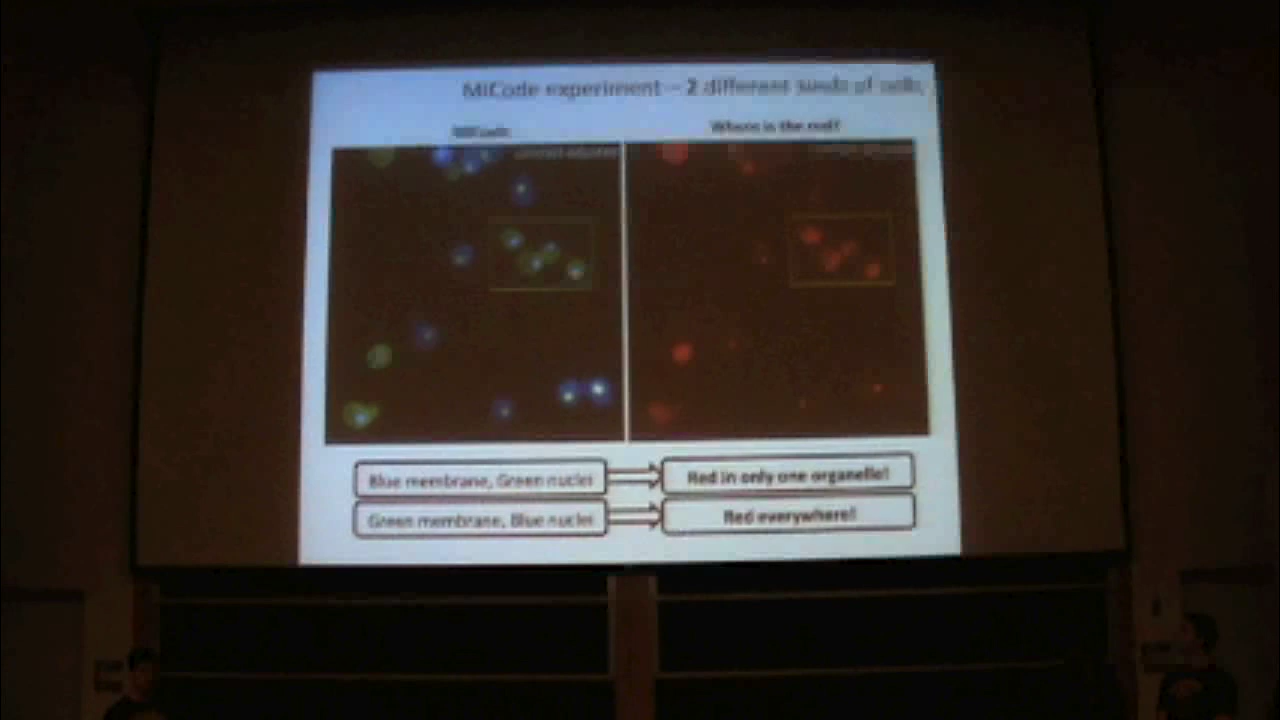 MiCode experiment – 2 different kinds of cells
MiCode
Where is the red?
Blue membrane, Green nuclei
Red in only one organelle!
Green membrane, Blue nuclei
Red everywhere!